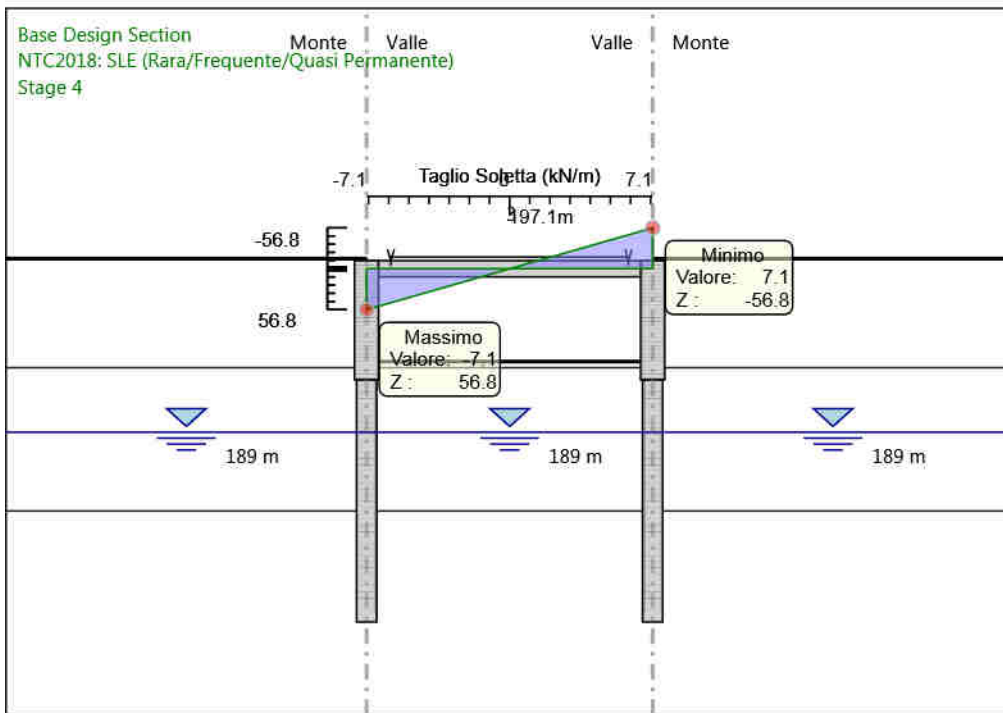 Base Design Section
Monte Valle Valle Monte
NTC2018: SLE (Rara/Frequente/Quasi Permanente)
Stage 4
-7.1 Taglio Soletta (kN/m) 7.1
0
197.1m
-56.8
56.8
Minimo
Valore: 7.1
Z : -56.8
Massimo
Valore: -7.1
Z : 56.8
189 m 189 m 189 m